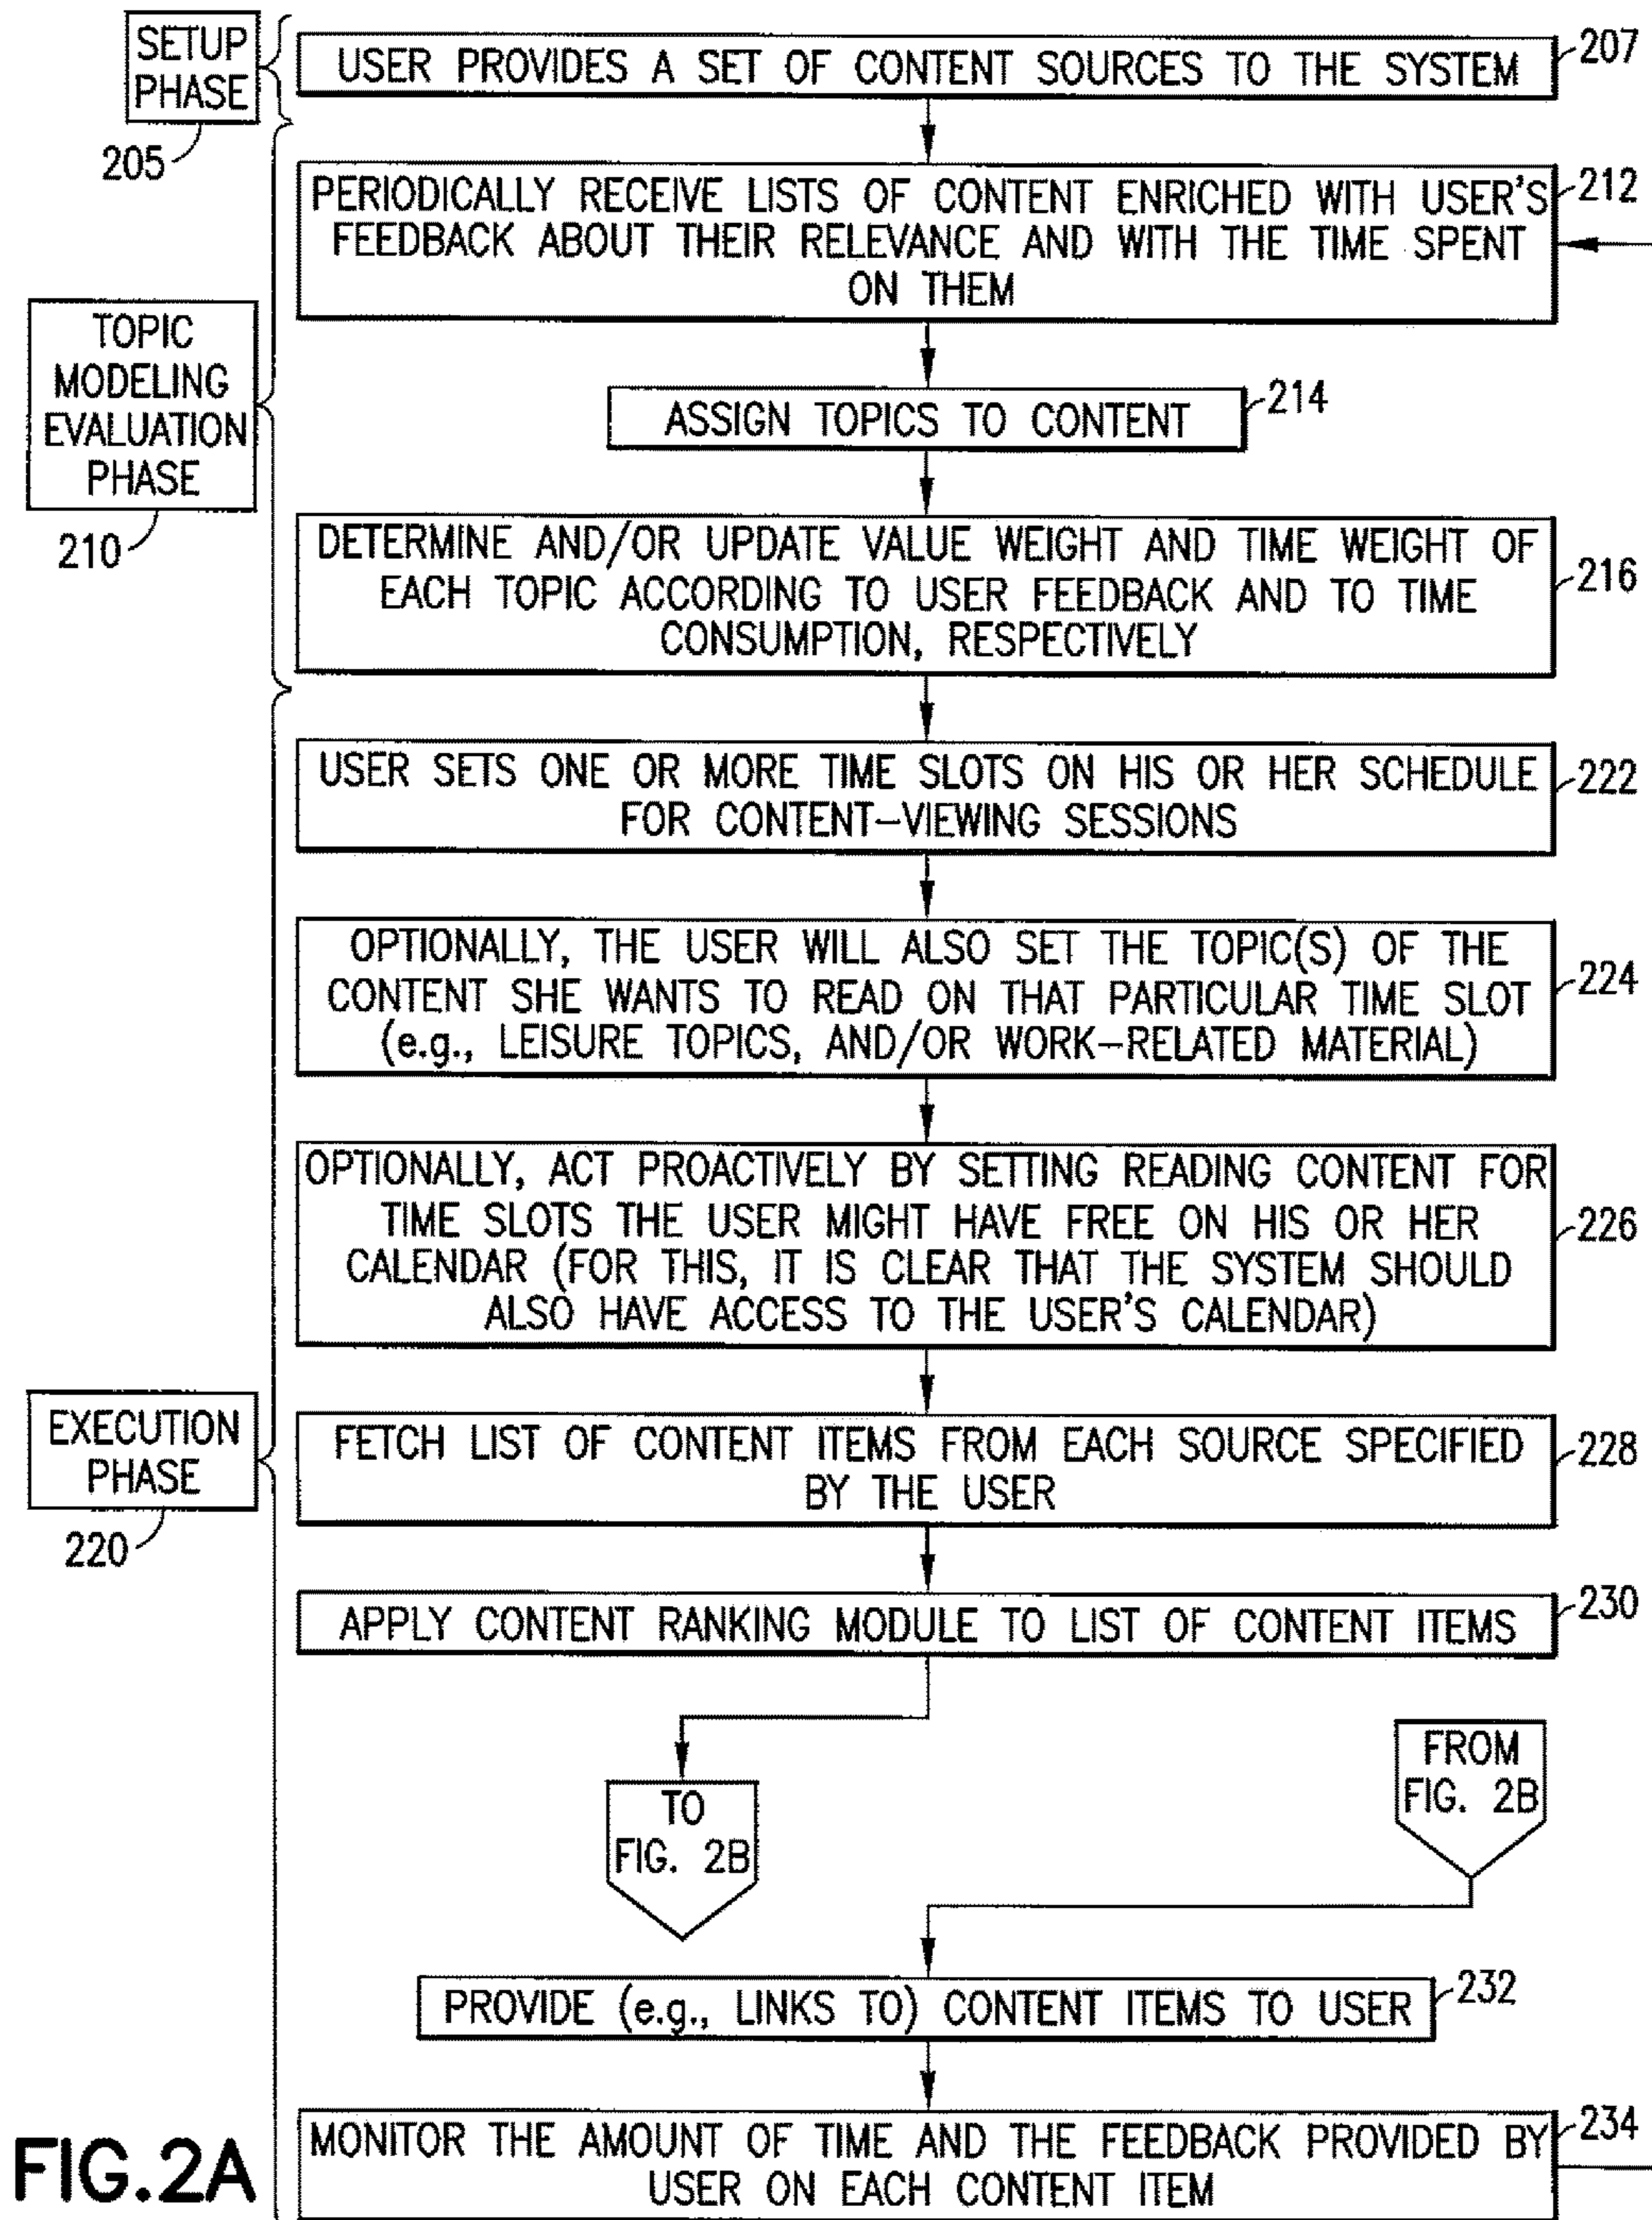 SETUP
PHASE
205
USER PROVIDES A SET OF CONTENT SOURCES TO THE SYSTEM
207
PERIODICALLY RECEIVE LISTS OF CONTENT ENRICHED WITH USER'S
FEEDBACK ABOUT THEIR RELEVANCE AND WITH THE TIME SPENT
ON THEM
212
TOPIC
MODELING
EVALUATION
PHASE
210
ASSIGN TOPICS TO CONTENT
214
DETERMINE AND/OR UPDATE VALUE WEIGHT AND TIME WEIGHT OF
EACH TOPIC ACCORDING TO USER FEEDBACK AND TO TIME
CONSUMPTION, RESPECTIVELY
216
USER SETS ONE OR MORE TIME SLOTS ON HIS OR HER SCHEDULE
FOR CONTENT-VIEWING SESSIONS
222
OPTIONALLY, THE USER WILL ALSO SET THE TOPIC(S) OF THE
CONTENT SHE WANTS TO READ ON THAT PARTICULAR TIME SLOT
(e.g., LEISURE TOPICS, AND/OR WORK-RELATED MATERIAL)
224
OPTIONALLY, ACT PROACTIVELY BY SETTING READING CONTENT FOR
TIME SLOTS THE USER MIGHT HAVE FREE ON HIS OR HER
CALENDAR (FOR THIS, IT IS CLEAR THAT THE SYSTEM SHOULD
ALSO HAVE ACCESS TO THE USER'S CALENDAR)
226
EXECUTION
PHASE
220
FETCH LIST OF CONTENT ITEMS FROM EACH SOURCE SPECIFIED
BY THE USER
228
APPLY CONTENT RANKING MODULE TO LIST OF CONTENT ITEMS
230
TO
FIG. 2B
FROM
FIG. 2B
PROVIDE (e.g., LINKS TO) CONTENT ITEMS TO USER
232
MONITOR THE AMOUNT OF TIME AND THE FEEDBACK PROVIDED BY
USER ON EACH CONTENT ITEM
234
FIG.2A